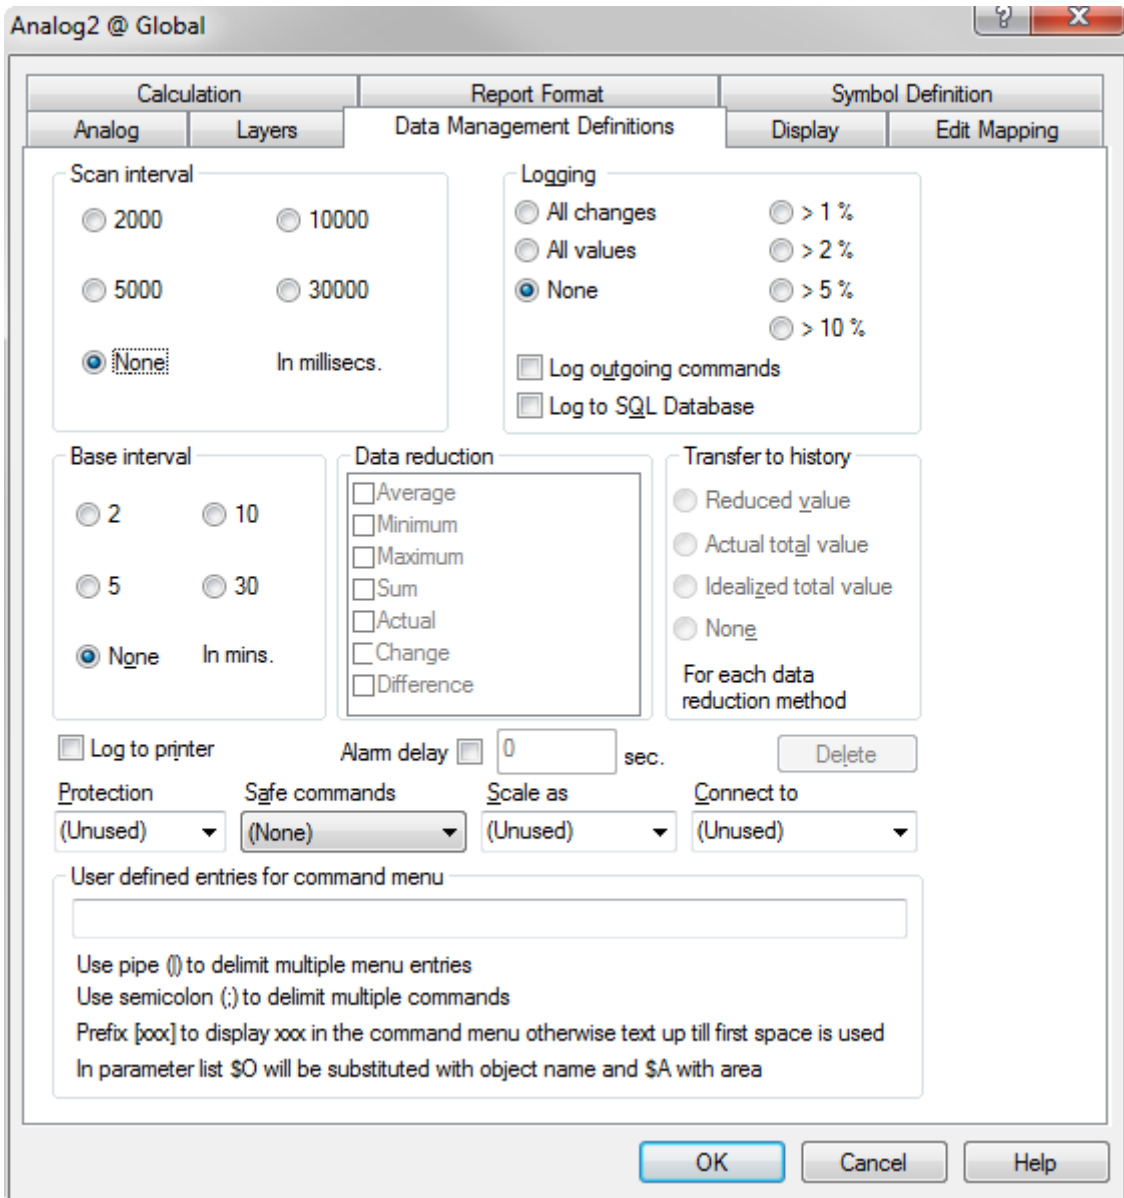 Analog2 @ Global
?
X
Calculation Report Format Symbol Definition
Analog Layers Data Management Definitions Display Edit Mapping
Scan interval
2000 10000
5000 30000
None In millisecs.
Logging
All changes > 1 %
All values > 2 %
None > 5 %
> 10 %
Log outgoing commands
Log to SQL Database
Base interval
2 10
5 30
None In mins.
Data reduction
Average
Minimum
Maximum
Sum
Actual
Change
Difference
Transfer to history
Reduced value
Actual total value
Idealized total value
None
For each data
reduction method
Log to printer Alarm delay 0 sec. Delete
Protection Safe commands Scale as Connect to
(Unused) (None) (Unused) (Unused)
User defined entries for command menu
Use pipe (|) to delimit multiple menu entries
Use semicolon (;) to delimit multiple commands
Prefix [xxx] to display xxx in the command menu otherwise text up till first space is used
In parameter list $O will be substituted with object name and $A with area
OK Cancel Help